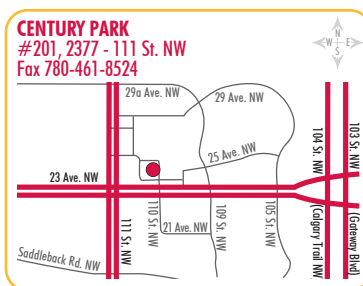 CENTURY PARK
#201, 2377 - 111 St. NW
Fax 780-461-8524
N
W E
S
29a Ave. NW
29 Ave. NW
25 Ave. NW
23 Ave. NW
21 Ave. NW
Saddleback Rd. NW
111 St. NW
110 St. NW
109 St. NW
105 St. NW
104 St. NW
(Calgary Trail NW)
103 St. NW
(Gateway Blvd)